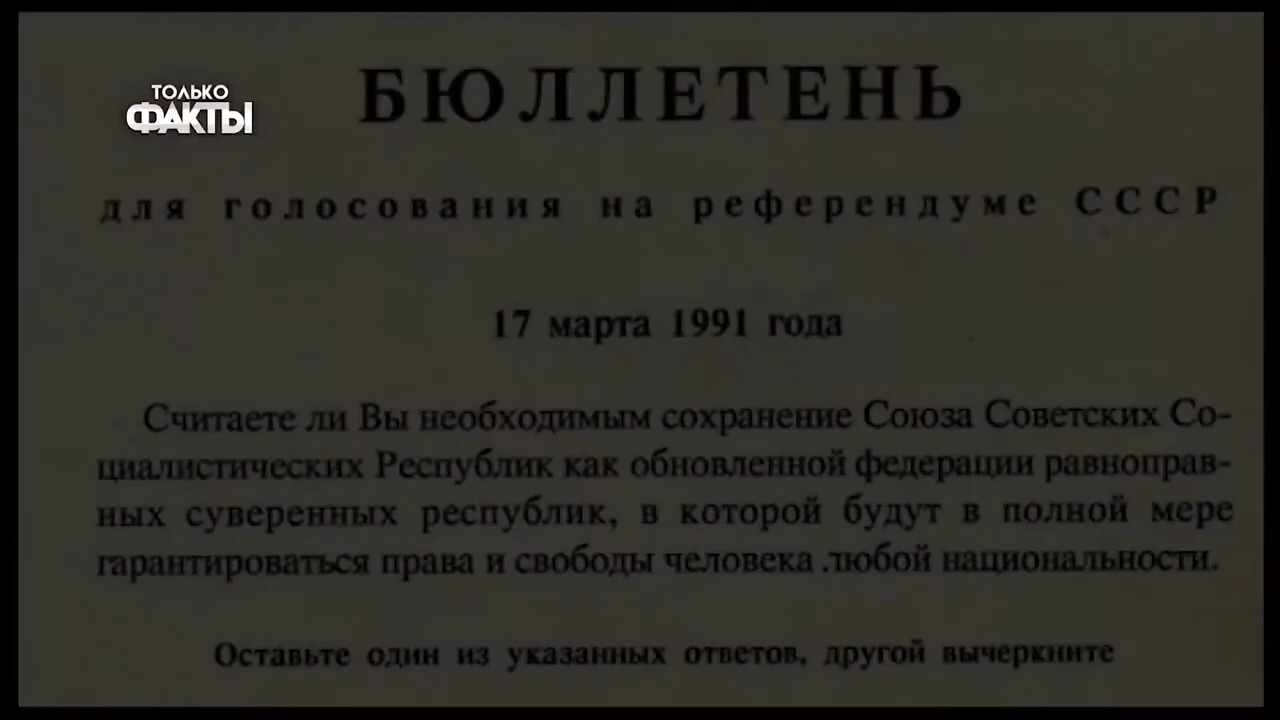 ТОЛЬКО
ФАКТЫ
БЮЛЛЕТЕНЬ
для голосования на референдуме СССР
17 марта 1991 года
Считаете ли Вы необходимым сохранение Союза Советских Со-
циалистических Республик как обновленной федерации равноправ-
ных суверенных республик, в которой будут в полной мере
гарантироваться права и свободы человека любой национальности.
Оставьте один из указанных ответов, другой вычеркните